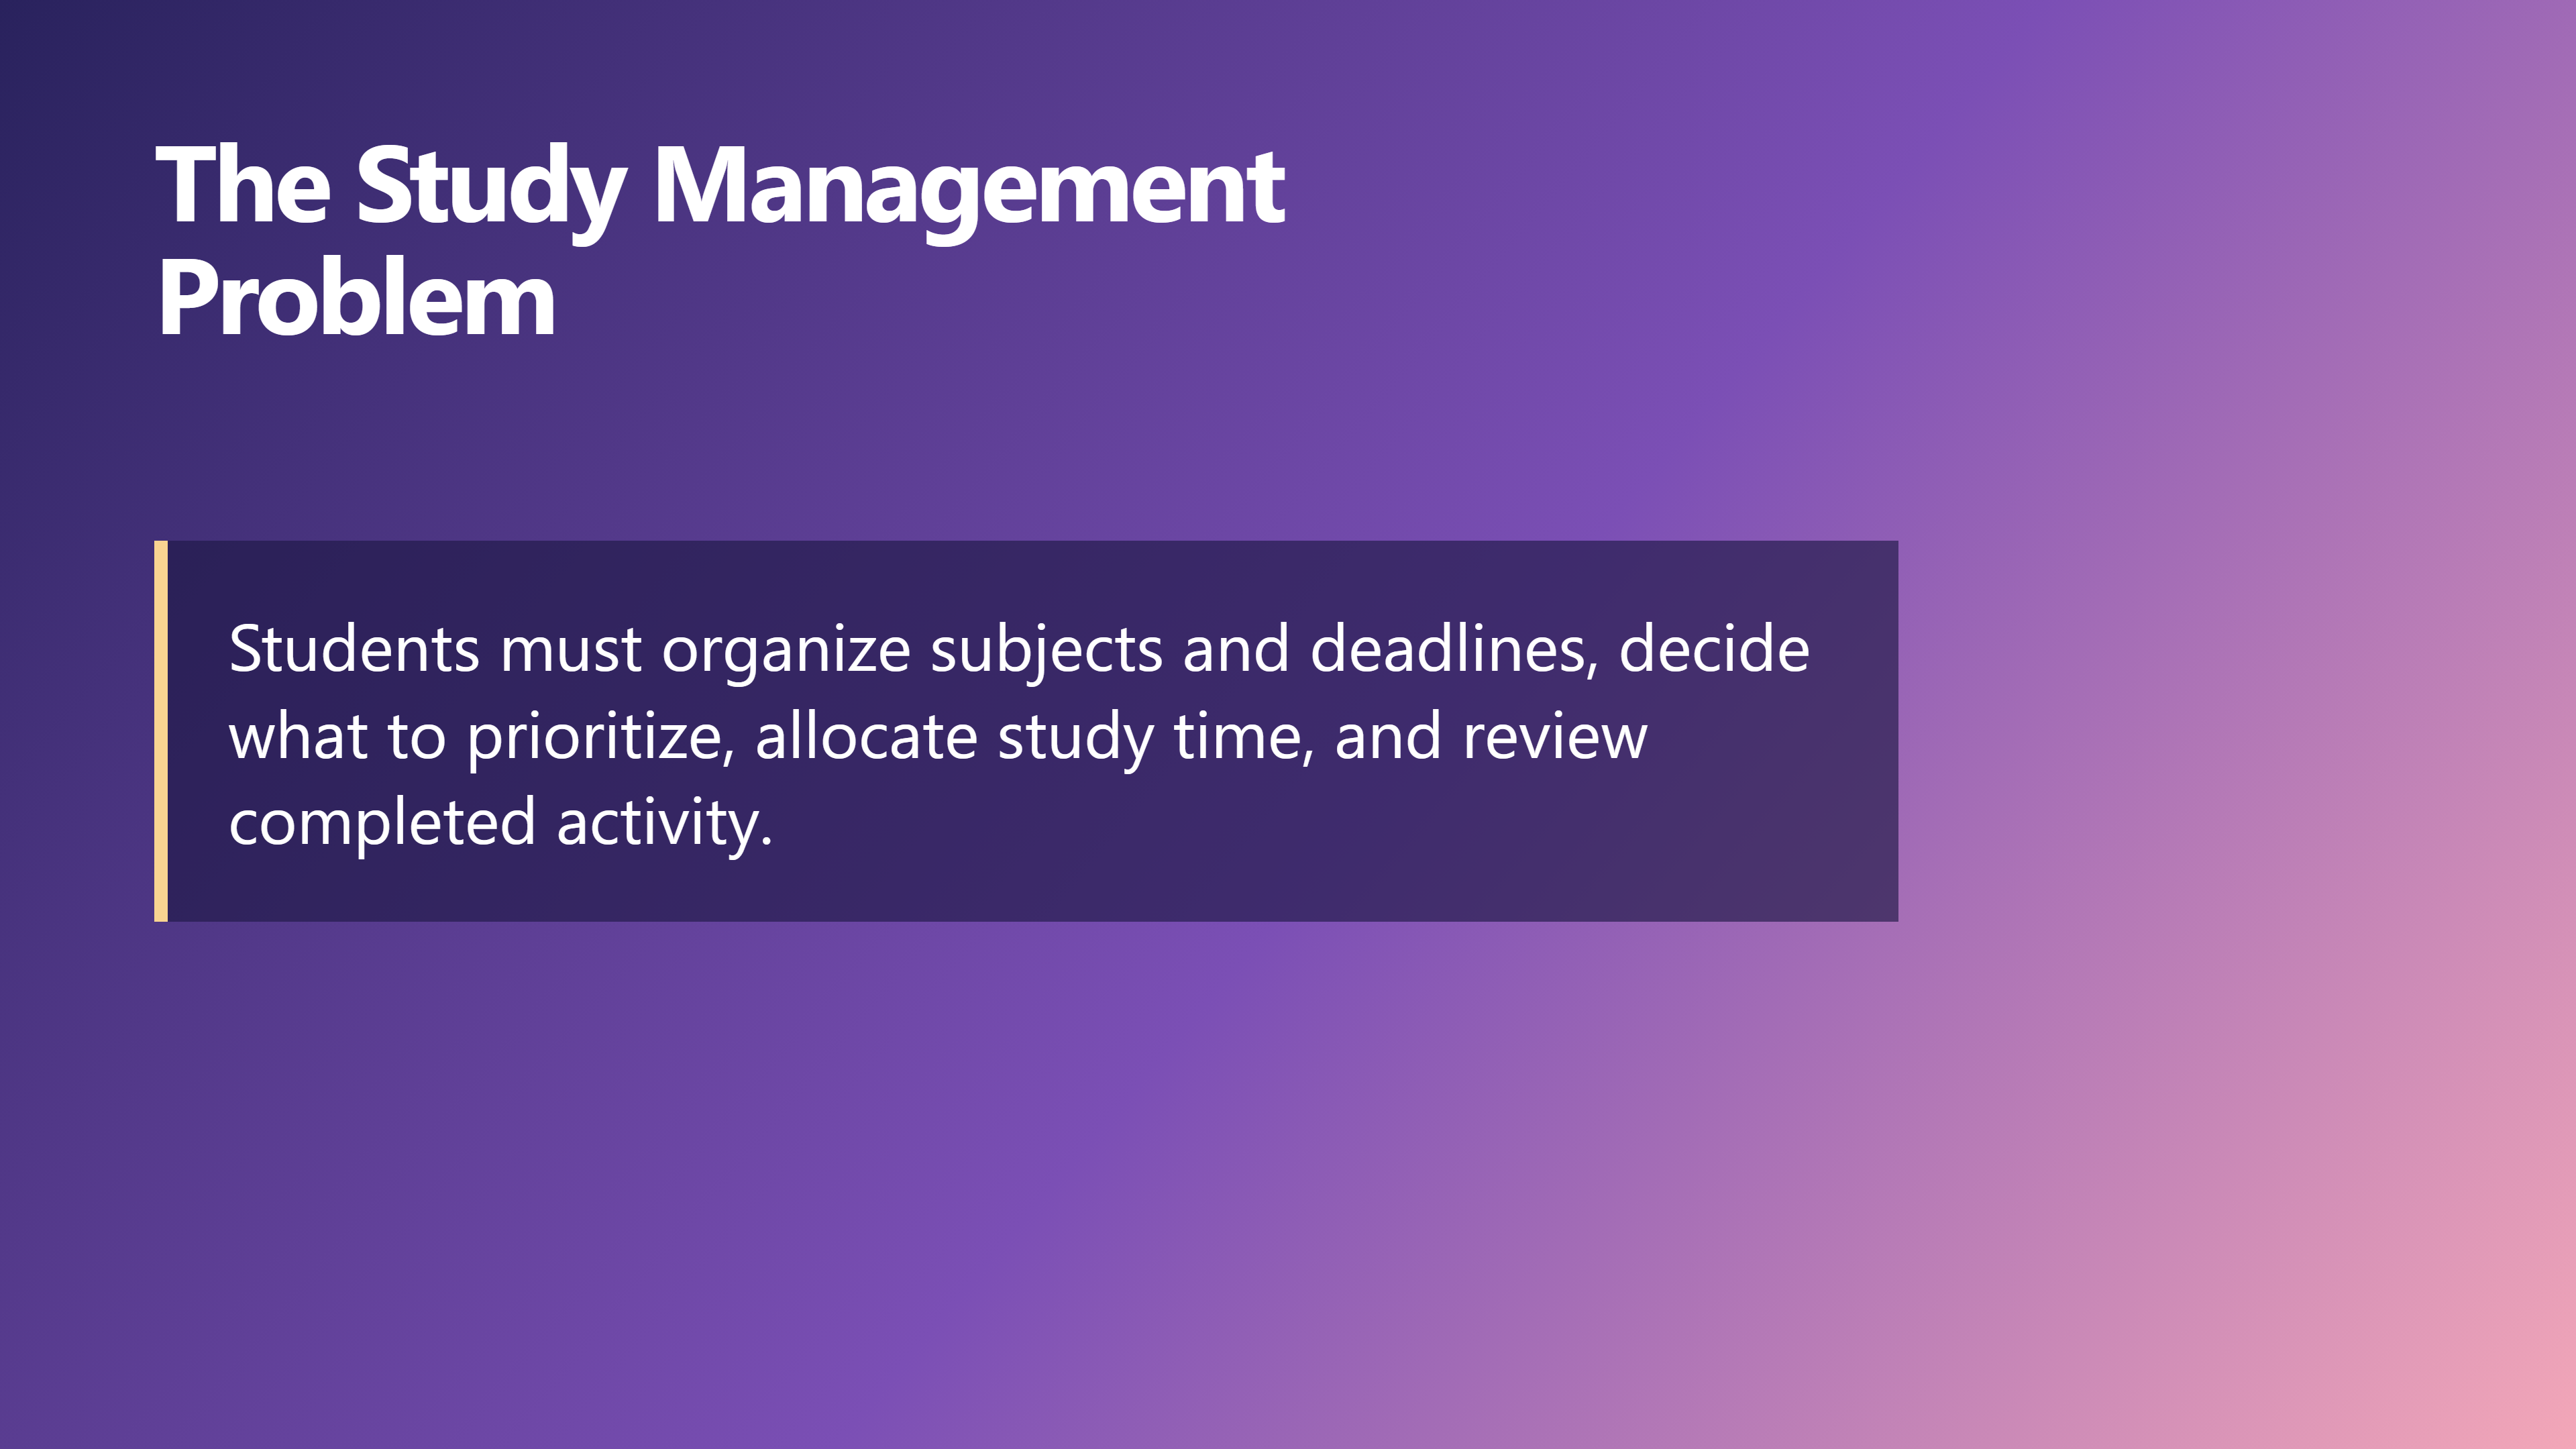 The Study Management
Problem
Students must organize subjects and deadlines, decide
what to prioritize, allocate study time, and review
completed activity.